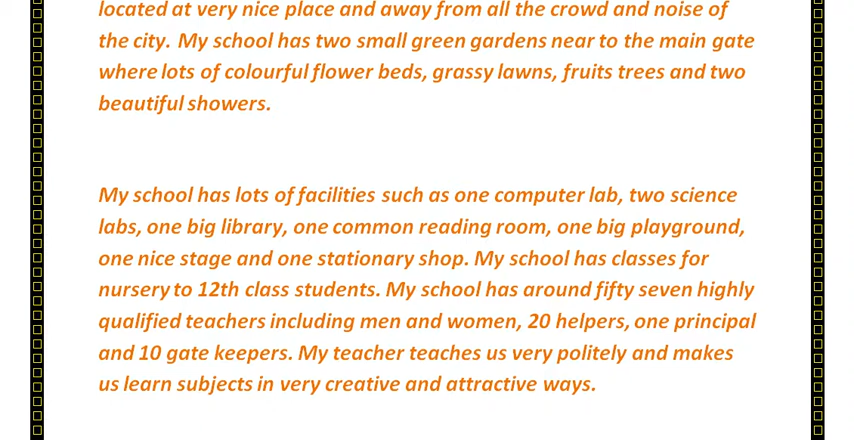 located at very nice place and away from all the crowd and noise of
the city. My school has two small green gardens near to the main gate
where lots of colourful flower beds, grassy lawns, fruits trees and two
beautiful showers.
My school has lots of facilities such as one computer lab, two science
labs, one big library, one common reading room, one big playground,
one nice stage and one stationary shop. My school has classes for
nursery to 12th class students. My school has around fifty seven highly
qualified teachers including men and women, 20 helpers, one principal
and 10 gate keepers. My teacher teaches us very politely and makes
us learn subjects in very creative and attractive ways.